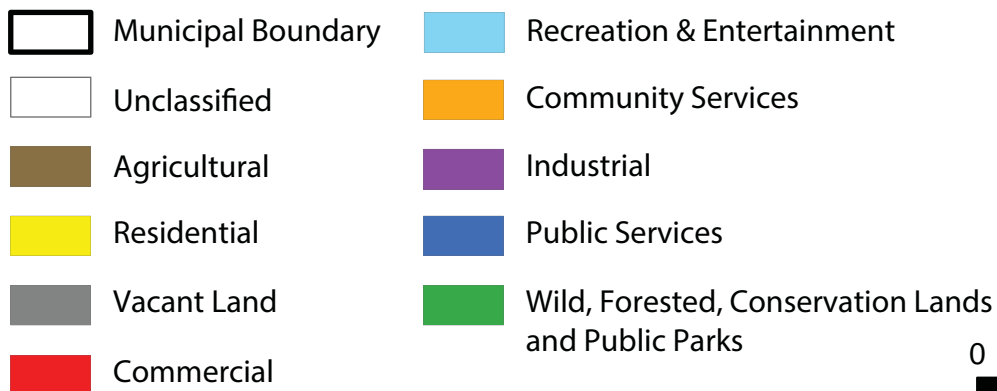 Municipal Boundary
Unclassified
Agricultural
Residential
Vacant Land
Commercial
Recreation & Entertainment
Community Services
Industrial
Public Services
Wild, Forested, Conservation Lands
and Public Parks
0